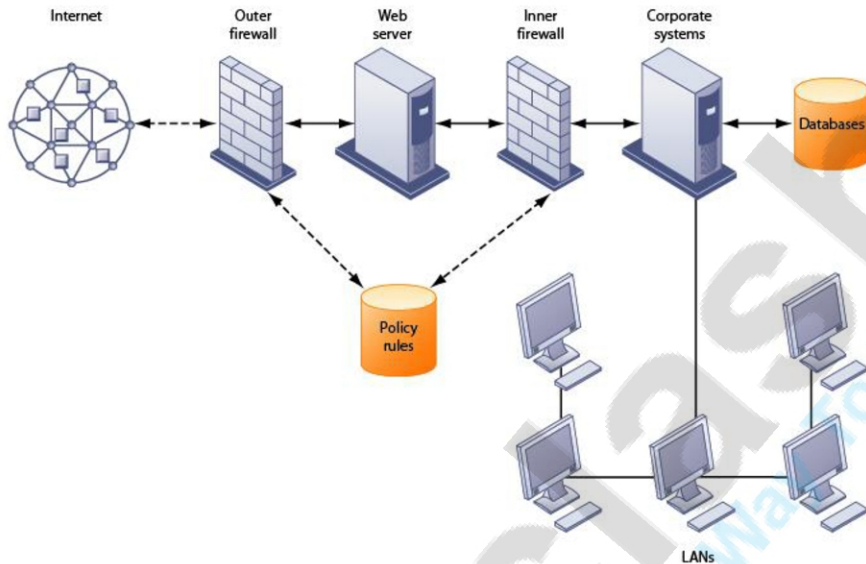 Internet
Outer
firewall
Web
server
Inner
firewall
Corporate
systems
Databases
Policy
rules
LANs